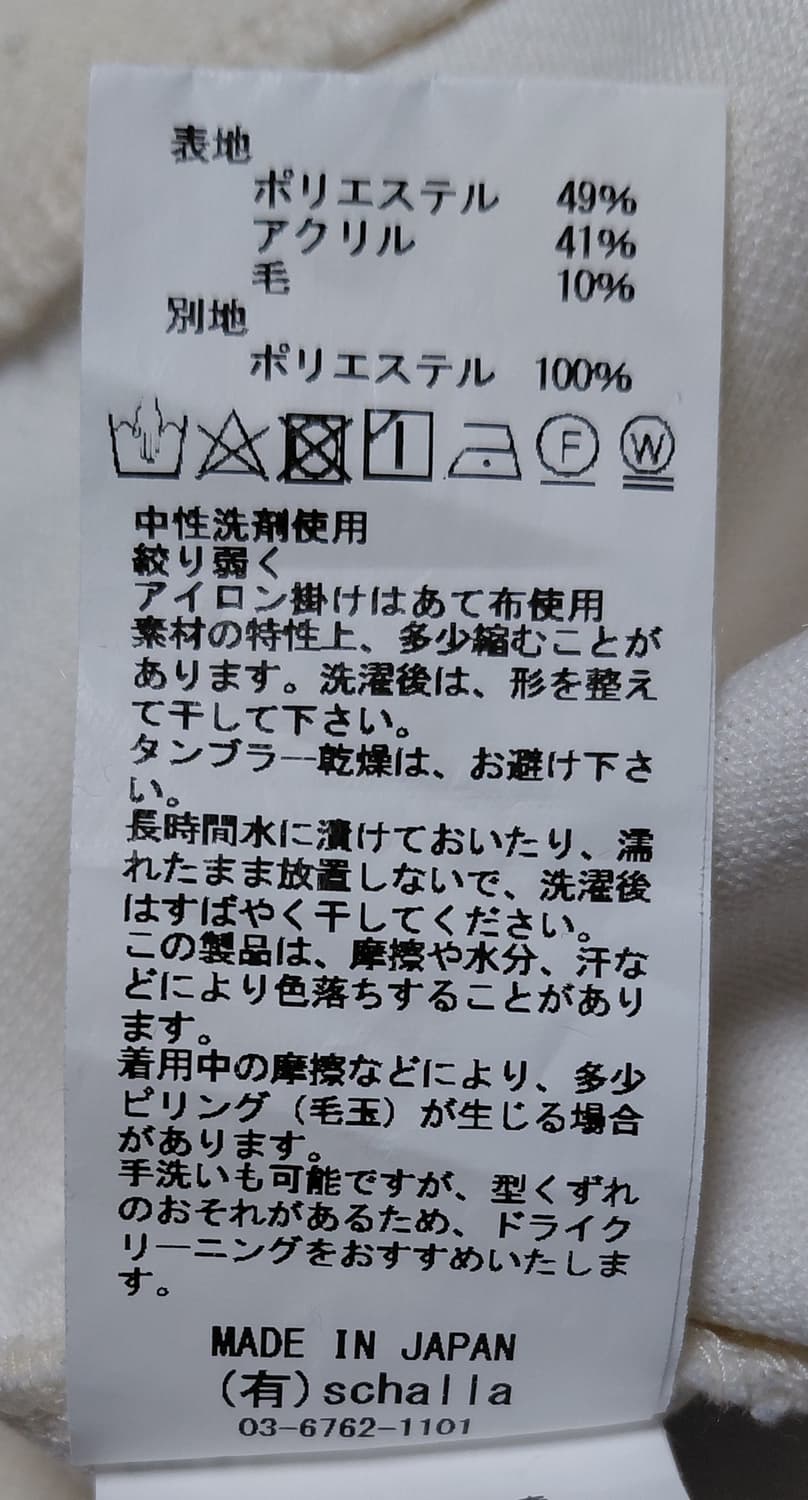 表地
ポリエステル 49%
アクリル 41%
毛 10%
別地
ポリエステル 100%
F W
中性洗剤使用
絞り弱く
アイロン掛けはあて布使用
素材の特性上、多少縮むことが
あります。洗濯後は、形を整え
て干して下さい。
タンブラー乾燥は、お避け下さ
い。
長時間水に漬けておいたり、濡
れたまま放置しないで、洗濯後
はすばやく干してください。
この製品は、摩擦や水分、汗な
どにより色落ちすることがあり
ます。
着用中の摩擦などにより、多少
ピリング（毛玉）が生じる場合
があります。
手洗いも可能ですが、型くずれ
のおそれがあるため、ドライク
リーニングをおすすめいたしま
す。
MADE IN JAPAN
(有)schalla
03-6762-1101